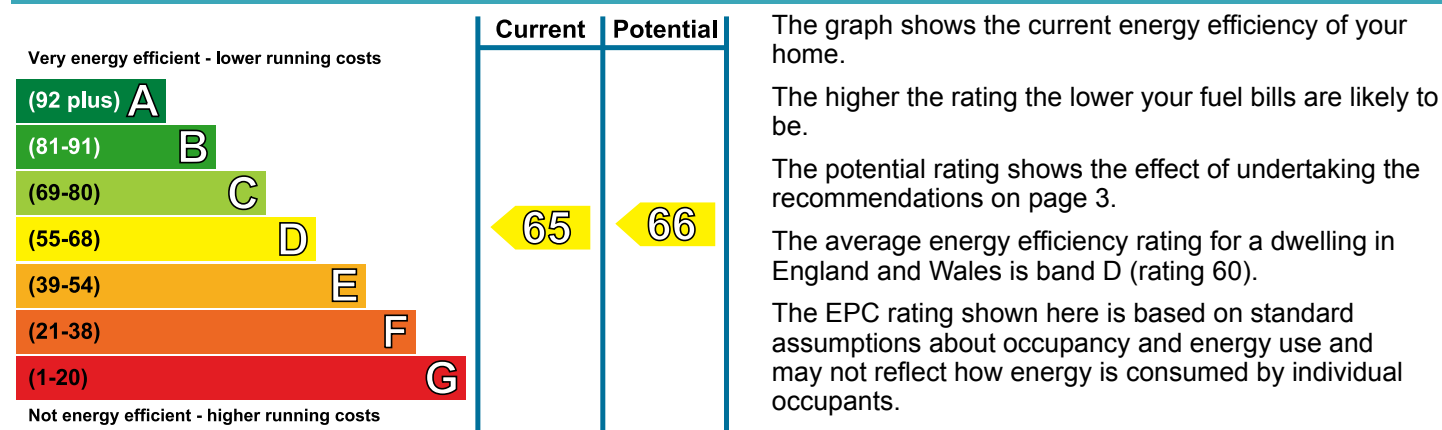 Current Potential
Very energy efficient - lower running costs
(92 plus) A
(81-91) B
(69-80) C
(55-68) D
(39-54) E
(21-38) F
(1-20) G
Not energy efficient - higher running costs
65 66
The graph shows the current energy efficiency of your
home.
The higher the rating the lower your fuel bills are likely to
be.
The potential rating shows the effect of undertaking the
recommendations on page 3.
The average energy efficiency rating for a dwelling in
England and Wales is band D (rating 60).
The EPC rating shown here is based on standard
assumptions about occupancy and energy use and
may not reflect how energy is consumed by individual
occupants.